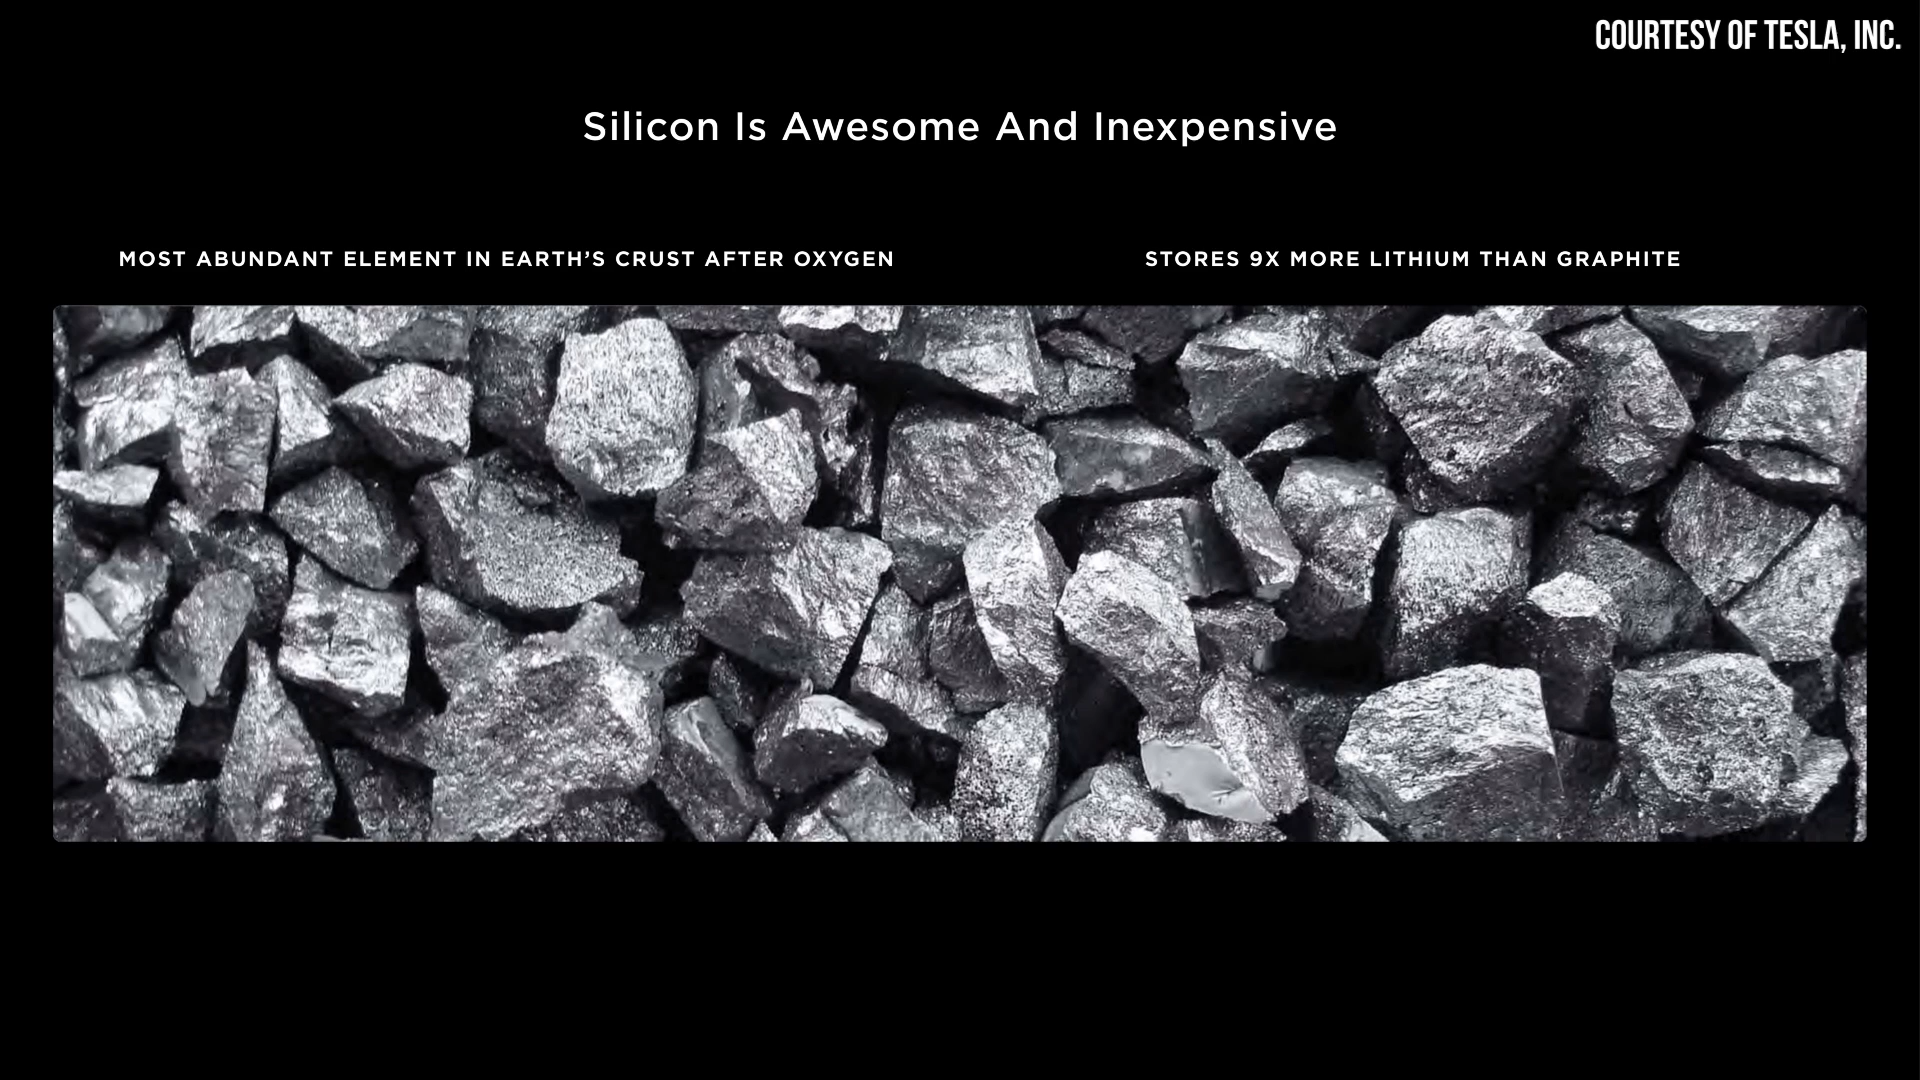 COURTESY OF TESLA, INC.
Silicon Is Awesome And Inexpensive
MOST ABUNDANT ELEMENT IN EARTH’S CRUST AFTER OXYGEN
STORES 9X MORE LITHIUM THAN GRAPHITE